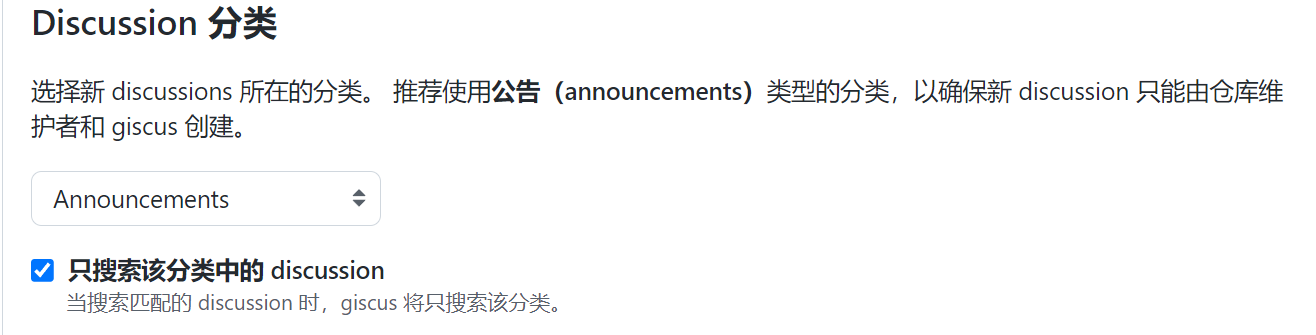 Discussion 分类
选择新 discussions 所在的分类。 推荐使用公告（announcements）类型的分类，以确保新 discussion 只能由仓库维
护者和 giscus 创建。
Announcements
只搜索该分类中的 discussion
当搜索匹配的 discussion 时，giscus 将只搜索该分类。